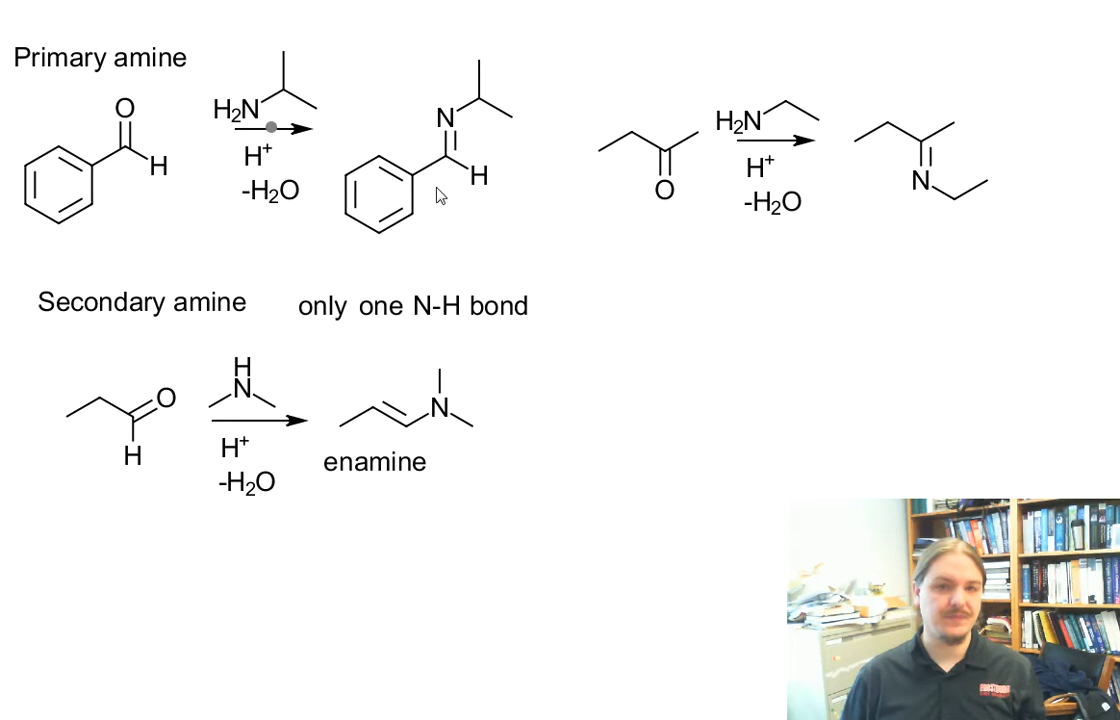 Primary amine
O
H
H2N
H+
-H2O
N
H
O
H2N
H+
-H2O
N
Secondary amine
only one N-H bond
O
H
H
N
H+
-H2O
N
enamine